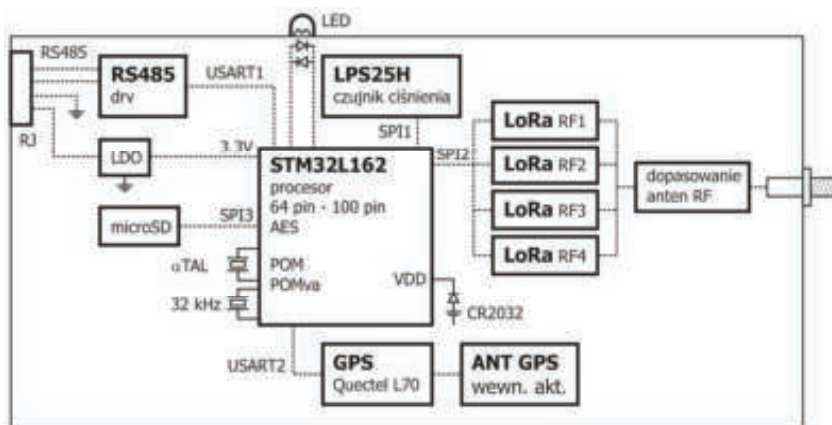 LED
RS485
RS485
drv
USART1
LPS25H
czujnik ciśnienia
RJ
LDO
3.3V
SPI1
SPI2
LoRa RF1
LoRa RF2
LoRa RF3
LoRa RF4
dopasowanie
anten RF
STM32L162
procesor
64 pin - 100 pin
AES
microSD
SPI3
αTAL
POM
POMva
32 kHz
VDD
CR2032
USART2
GPS
Quectel L70
ANT GPS
wewn. akt.